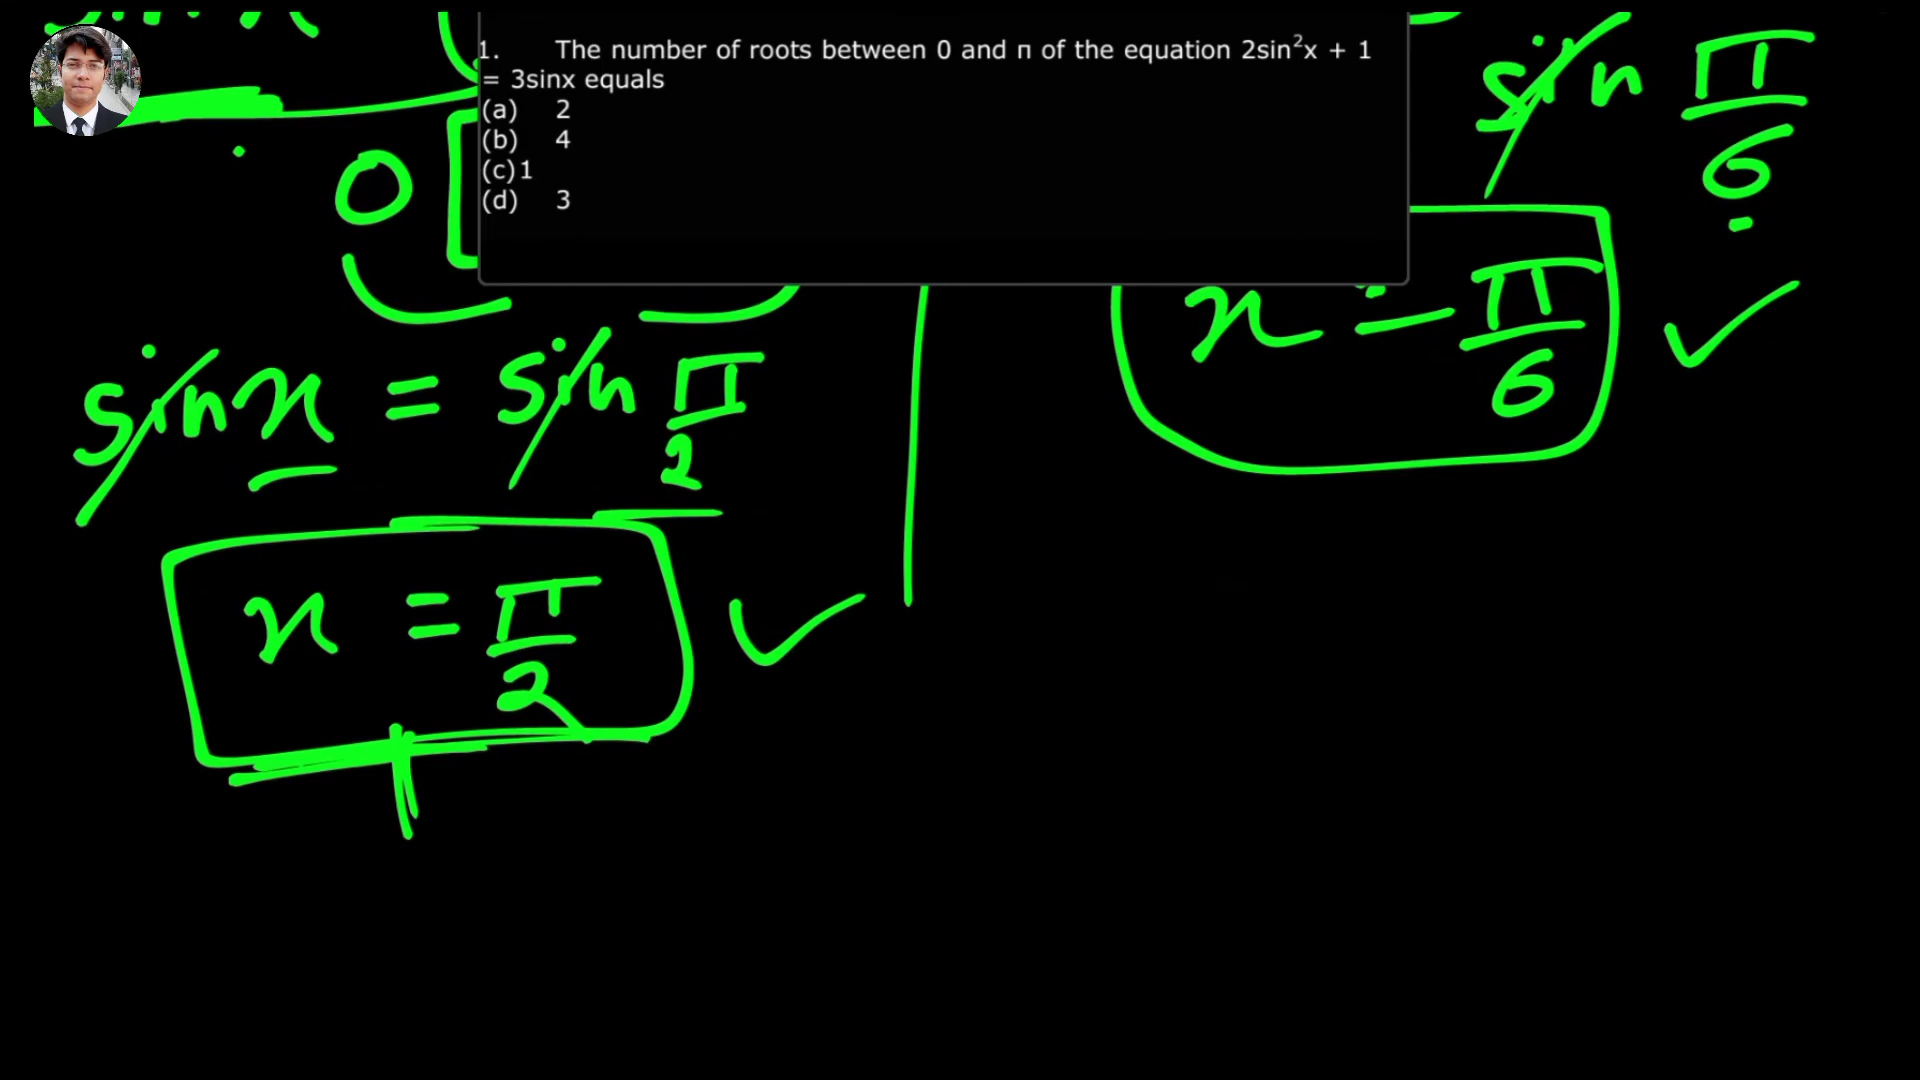 1. The number of roots between 0 and π of the equation 2sin²x + 1
= 3sinx equals
(a) 2
(b) 4
(c) 1
(d) 3
sin π/6
0
x = π/6
sin x = sin π/2
x = π/2